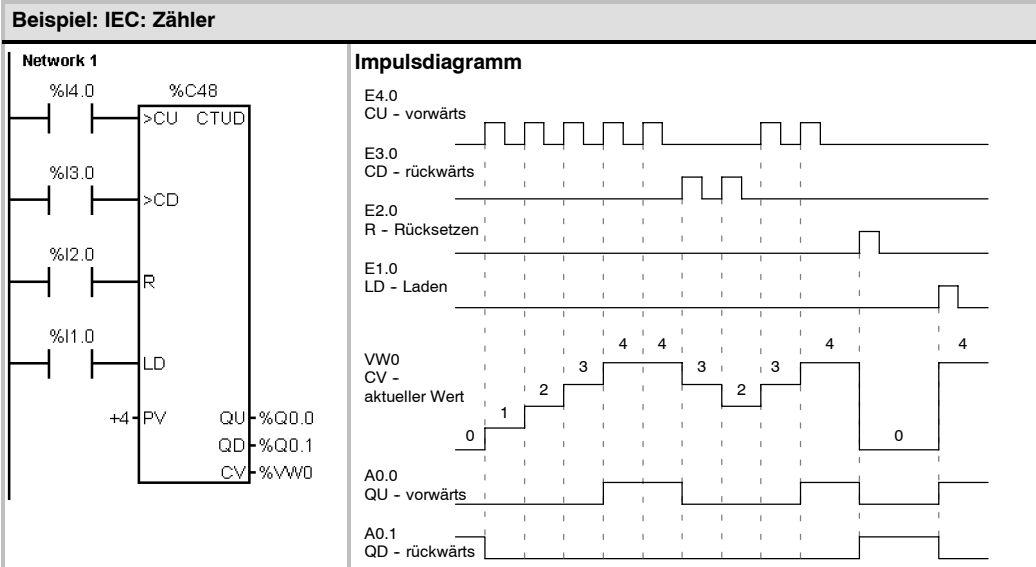 Beispiel: IEC: Zähler
Network 1
%I4.0
%C48
>CU CTUD
%I3.0
>CD
%I2.0
R
%I1.0
LD
+4 PV
QU %Q0.0
QD %Q0.1
CV %VW0
Impulsdiagramm
E4.0
CU - vorwärts
E3.0
CD - rückwärts
E2.0
R - Rücksetzen
E1.0
LD - Laden
VW0
CV -
aktueller Wert
0 1 2 3 4 4 3 2 3 4 0 4
A0.0
QU - vorwärts
A0.1
QD - rückwärts